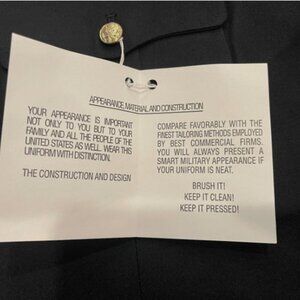 APPEARANCE, MATERIAL AND CONSTRUCTION
YOUR APPEARANCE IS IMPORTANT
NOT ONLY TO YOU BUT TO YOUR
FAMILY AND ALL THE PEOPLE OF THE
UNITED STATES AS WELL. WEAR THIS
UNIFORM WITH DISTINCTION.
THE CONSTRUCTION AND DESIGN
COMPARE FAVORABLY WITH THE
FINEST TAILORING METHODS EMPLOYED
BY BEST COMMERCIAL FIRMS.
YOU WILL ALWAYS PRESENT A
SMART MILITARY APPEARANCE IF
YOUR UNIFORM IS NEAT.
BRUSH IT!
KEEP IT CLEAN!
KEEP IT PRESSED!